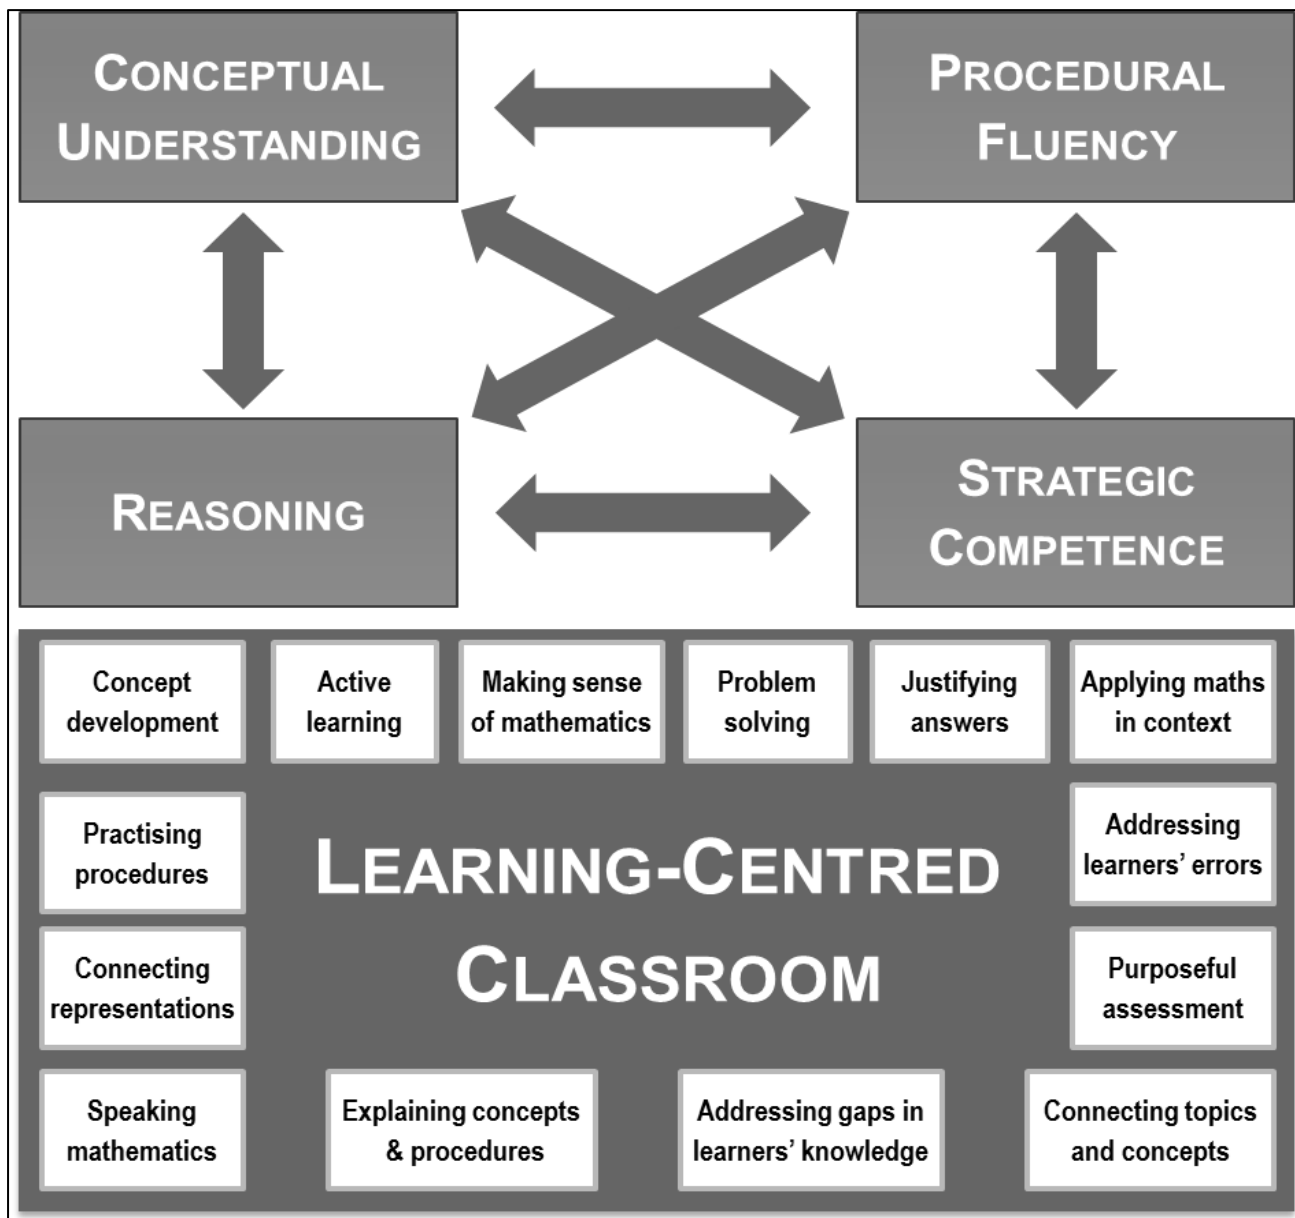 CONCEPTUAL
UNDERSTANDING
PROCEDURAL
FLUENCY
REASONING
STRATEGIC
COMPETENCE
Concept
development
Active
learning
Making sense
of mathematics
Problem
solving
Justifying
answers
Applying maths
in context
Practising
procedures
LEARNING-CENTRED
CLASSROOM
Addressing
learners’ errors
Connecting
representations
Purposeful
assessment
Speaking
mathematics
Explaining concepts
& procedures
Addressing gaps in
learners’ knowledge
Connecting topics
and concepts